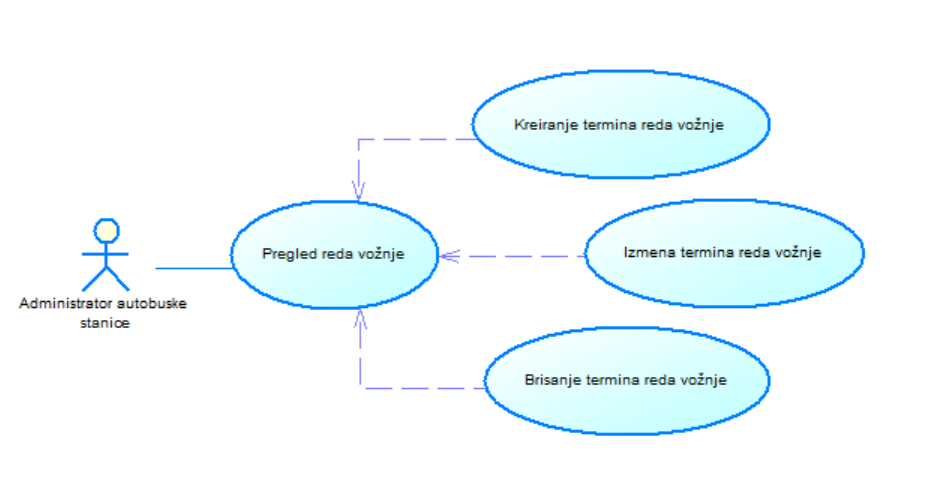 Kreiranje termina reda vožnje
Pregled reda vožnje
Izmena termina reda vožnje
Administrator autobuske
stanice
Brisanje termina reda vožnje